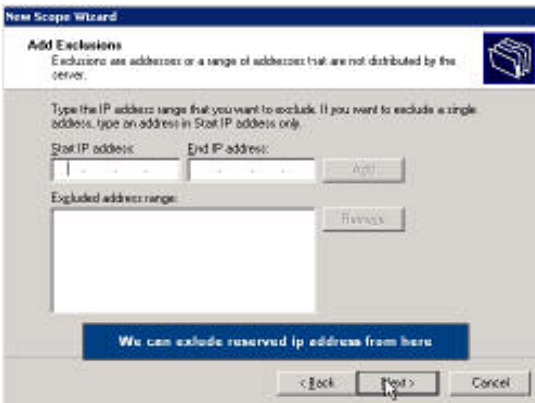 New Scope Wizard
Add Exclusions
Exclusions are addresses or a range of addresses that are not distributed by the
server.
Type the IP address range that you want to exclude. If you want to exclude a single
address, type an address in Start IP address only.
Start IP address:
End IP address:
Add
Excluded address range:
Remove
We can exlude reserved ip address from here
< Back
Next >
Cancel